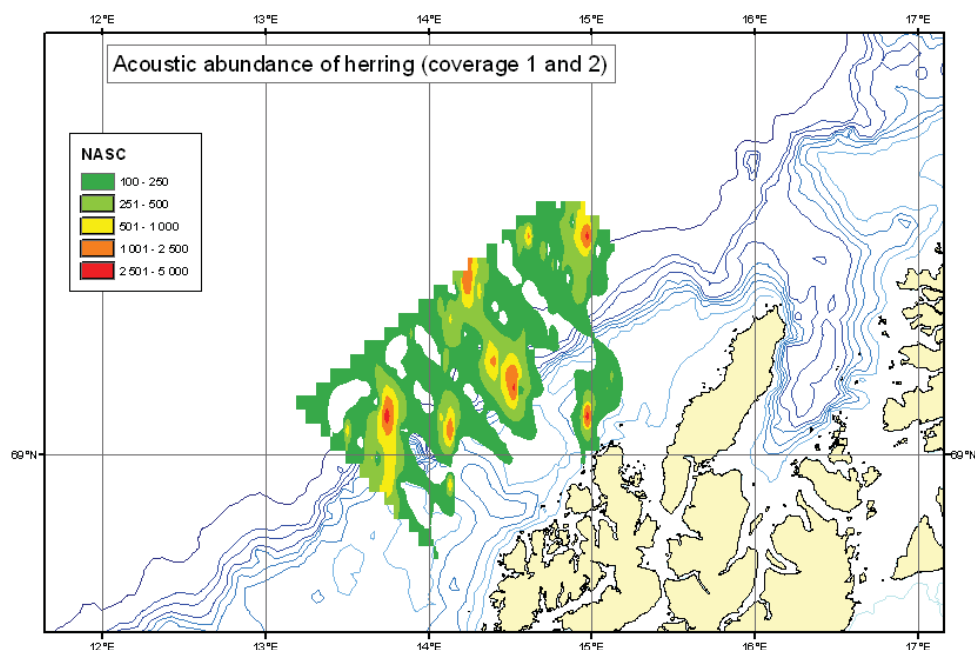 12°E 13°E 14°E 15°E 16°E 17°E
Acoustic abundance of herring (coverage 1 and 2)
NASC
100 - 250
251 - 500
501 - 1 000
1 001 - 2 500
2 501 - 5 000
69°N 69°N
12°E 13°E 14°E 15°E 16°E 17°E